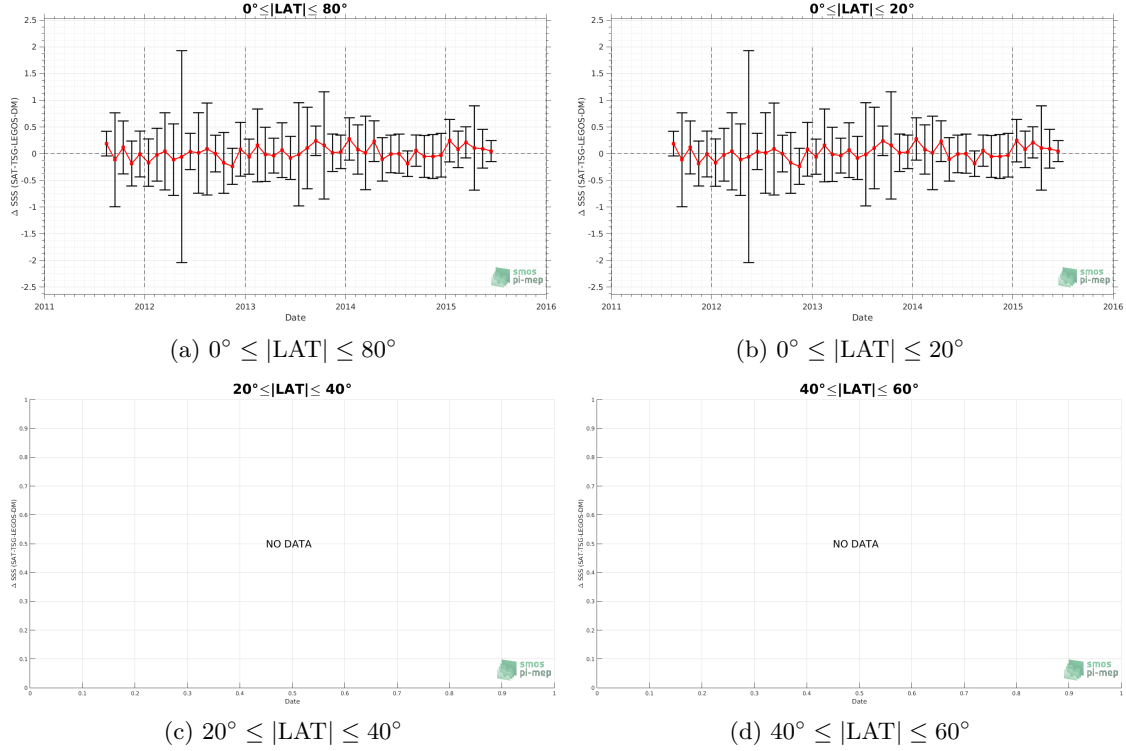 0°≤|LAT|≤ 80°
Δ SSS (SAT-TSG-LEGOS-DM)
2.5
2
1.5
1
0.5
0
-0.5
-1
-1.5
-2
-2.5
2011 2012 2013 2014 2015 2016
Date
smos
pi-mep
(a) 0° ≤ |LAT| ≤ 80°
0°≤|LAT|≤ 20°
Δ SSS (SAT-TSG-LEGOS-DM)
2.5
2
1.5
1
0.5
0
-0.5
-1
-1.5
-2
-2.5
2011 2012 2013 2014 2015 2016
Date
smos
pi-mep
(b) 0° ≤ |LAT| ≤ 20°
20°≤|LAT|≤ 40°
Δ SSS (SAT-TSG-LEGOS-DM)
1
0.9
0.8
0.7
0.6
0.5
0.4
0.3
0.2
0.1
0
NO DATA
0 0.1 0.2 0.3 0.4 0.5 0.6 0.7 0.8 0.9 1
Date
smos
pi-mep
(c) 20° ≤ |LAT| ≤ 40°
40°≤|LAT|≤ 60°
Δ SSS (SAT-TSG-LEGOS-DM)
1
0.9
0.8
0.7
0.6
0.5
0.4
0.3
0.2
0.1
0
NO DATA
0 0.1 0.2 0.3 0.4 0.5 0.6 0.7 0.8 0.9 1
Date
smos
pi-mep
(d) 40° ≤ |LAT| ≤ 60°